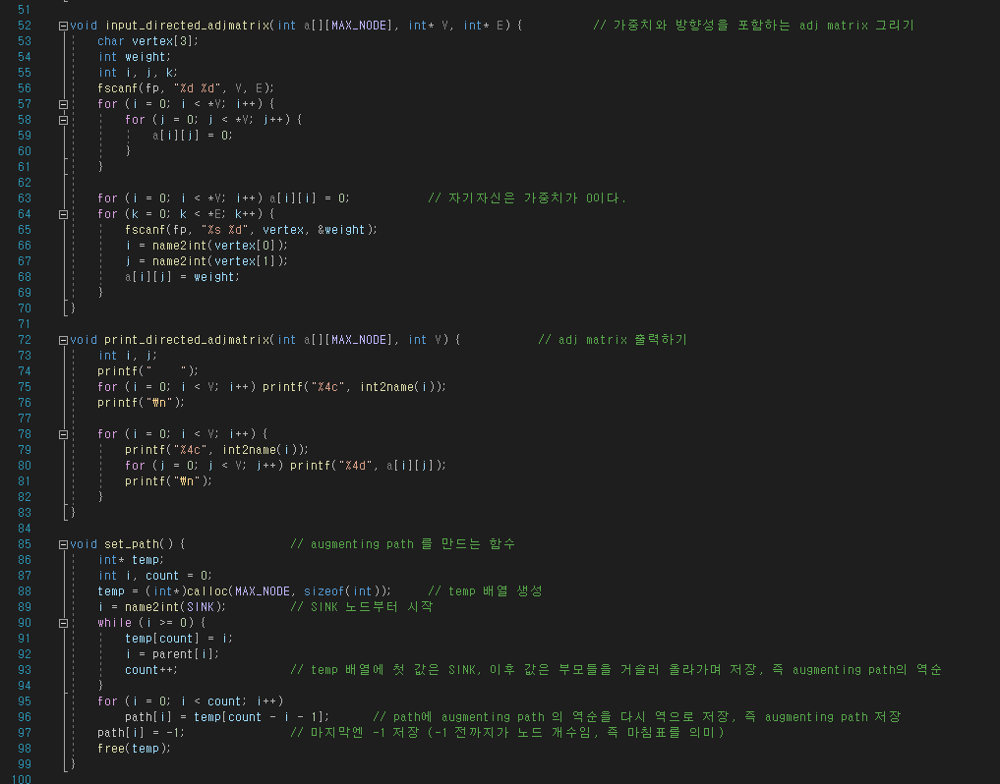 51
52 void input_directed_adjmatrix(int a[][MAX_NODE], int* V, int* E) { // 가중치와 방향성을 포함하는 adj matrix 그리기
53 char vertex[3];
54 int weight;
55 int i, j, k;
56 fscanf(fp, "%d %d", V, E);
57 for (i = 0; i < *V; i++) {
58 for (j = 0; j < *V; j++) {
59 a[i][j] = 0;
60 }
61 }
62
63 for (i = 0; i < *V; i++) a[i][i] = 0; // 자기자신은 가중치가 0이다.
64 for (k = 0; k < *E; k++) {
65 fscanf(fp, "%s %d", vertex, &weight);
66 i = name2int(vertex[0]);
67 j = name2int(vertex[1]);
68 a[i][j] = weight;
69 }
70 }
71
72 void print_directed_adjmatrix(int a[][MAX_NODE], int V) { // adj matrix 출력하기
73 int i, j;
74 printf("    ");
75 for (i = 0; i < V; i++) printf("%4c", int2name(i));
76 printf("₩n");
77
78 for (i = 0; i < V; i++) {
79 printf("%4c", int2name(i));
80 for (j = 0; j < V; j++) printf("%4d", a[i][j]);
81 printf("₩n");
82 }
83 }
84
85 void set_path() { // augmenting path 를 만드는 함수
86 int* temp;
87 int i, count = 0;
88 temp = (int*)calloc(MAX_NODE, sizeof(int)); // temp 배열 생성
89 i = name2int(SINK); // SINK 노드부터 시작
90 while (i >= 0) {
91 temp[count] = i;
92 i = parent[i];
93 count++; // temp 배열에 첫 값은 SINK, 이후 값은 부모들을 거슬러 올라가며 저장, 즉 augmenting path의 역순
94 }
95 for (i = 0; i < count; i++)
96 path[i] = temp[count - i - 1]; // path에 augmenting path 의 역순을 다시 역으로 저장, 즉 augmenting path 저장
97 path[i] = -1; // 마지막엔 -1 저장 (-1 전까지가 노드 개수임, 즉 마침표를 의미)
98 free(temp);
99 }
100